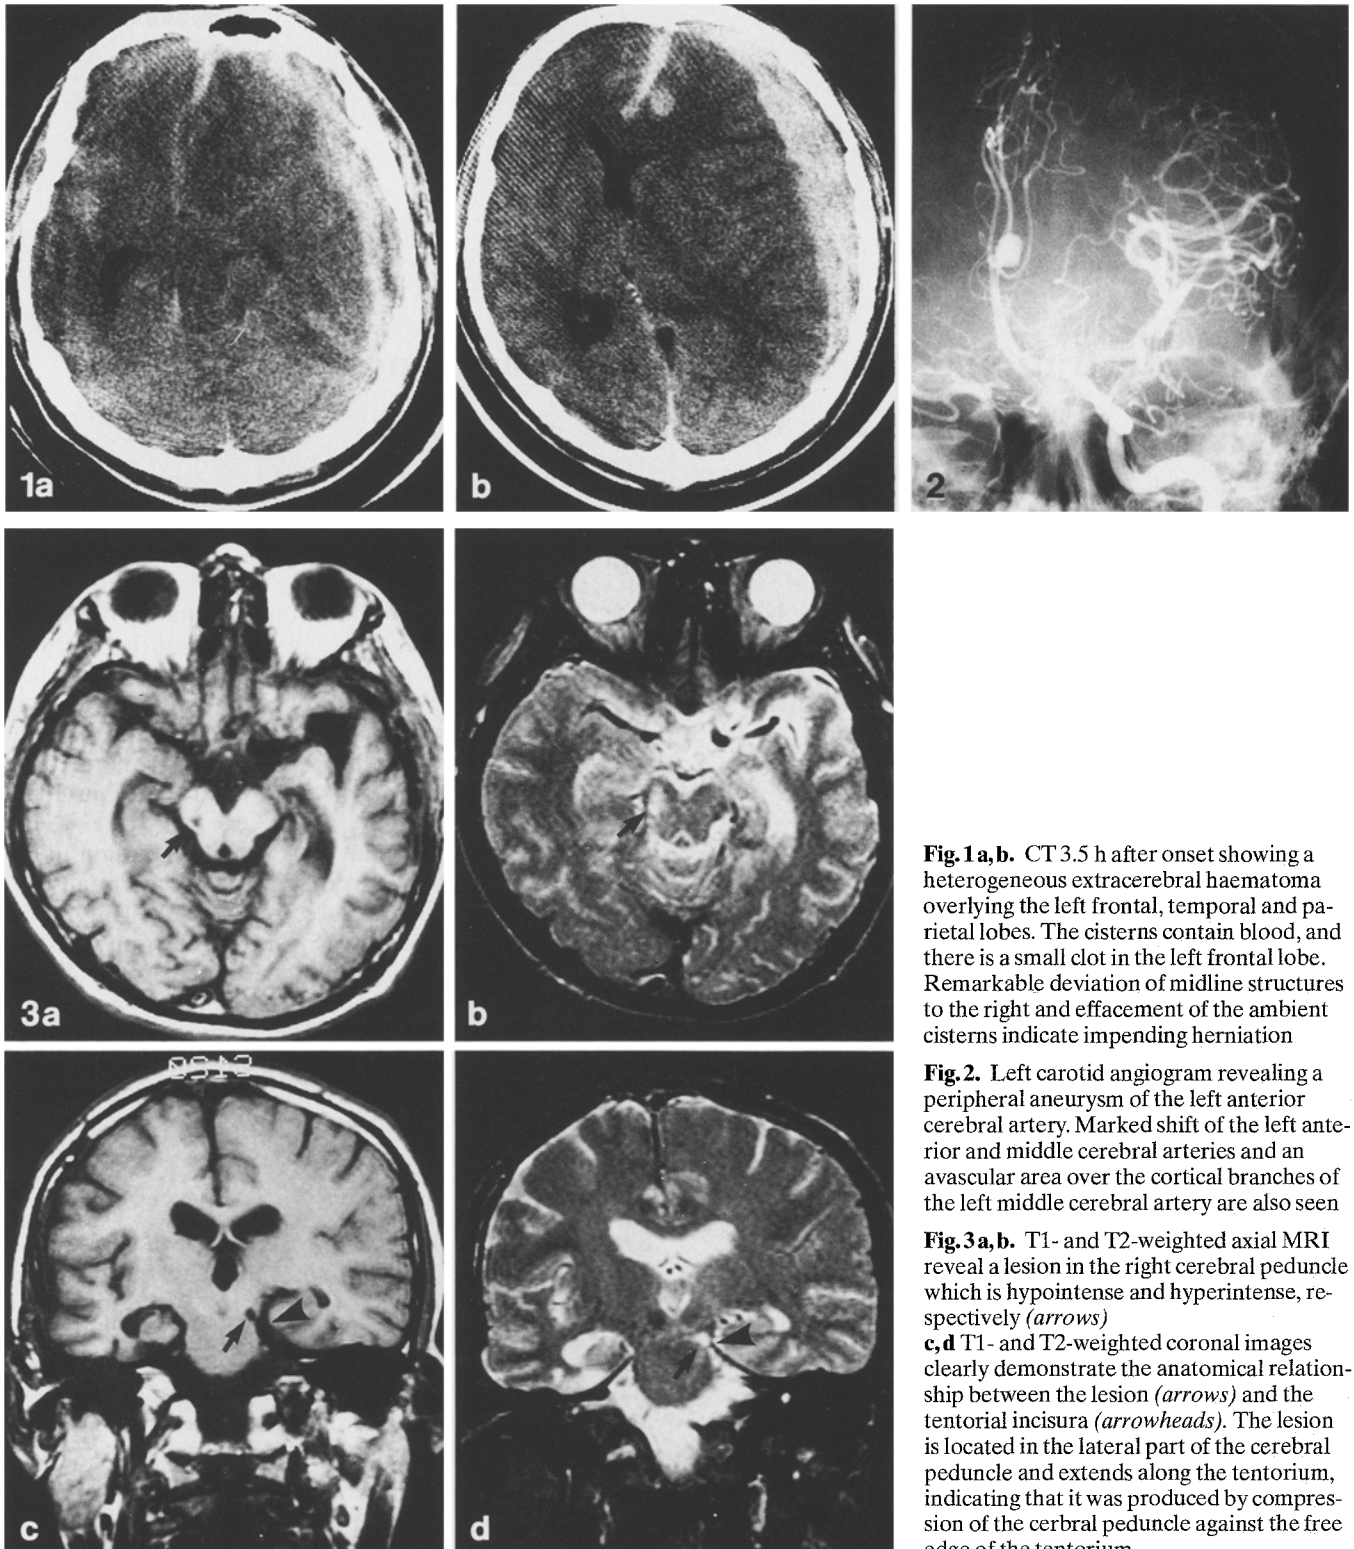 1a
b
2
3a
b
c
d
Fig. 1 a, b. CT 3.5 h after onset showing a
heterogeneous extracerebral haematoma
overlying the left frontal, temporal and pa-
rietal lobes. The cisterns contain blood, and
there is a small clot in the left frontal lobe.
Remarkable deviation of midline structures
to the right and effacement of the ambient
cisterns indicate impending herniation
Fig. 2. Left carotid angiogram revealing a
peripheral aneurysm of the left anterior
cerebral artery. Marked shift of the left ante-
rior and middle cerebral arteries and an
avascular area over the cortical branches of
the left middle cerebral artery are also seen
Fig. 3 a, b. T1- and T2-weighted axial MRI
reveal a lesion in the right cerebral peduncle
which is hypointense and hyperintense, re-
spectively (arrows)
c, d T1- and T2-weighted coronal images
clearly demonstrate the anatomical relation-
ship between the lesion (arrows) and the
tentorial incisura (arrowheads). The lesion
is located in the lateral part of the cerebral
peduncle and extends along the tentorium,
indicating that it was produced by compres-
sion of the cerbral peduncle against the free
edge of the tentorium